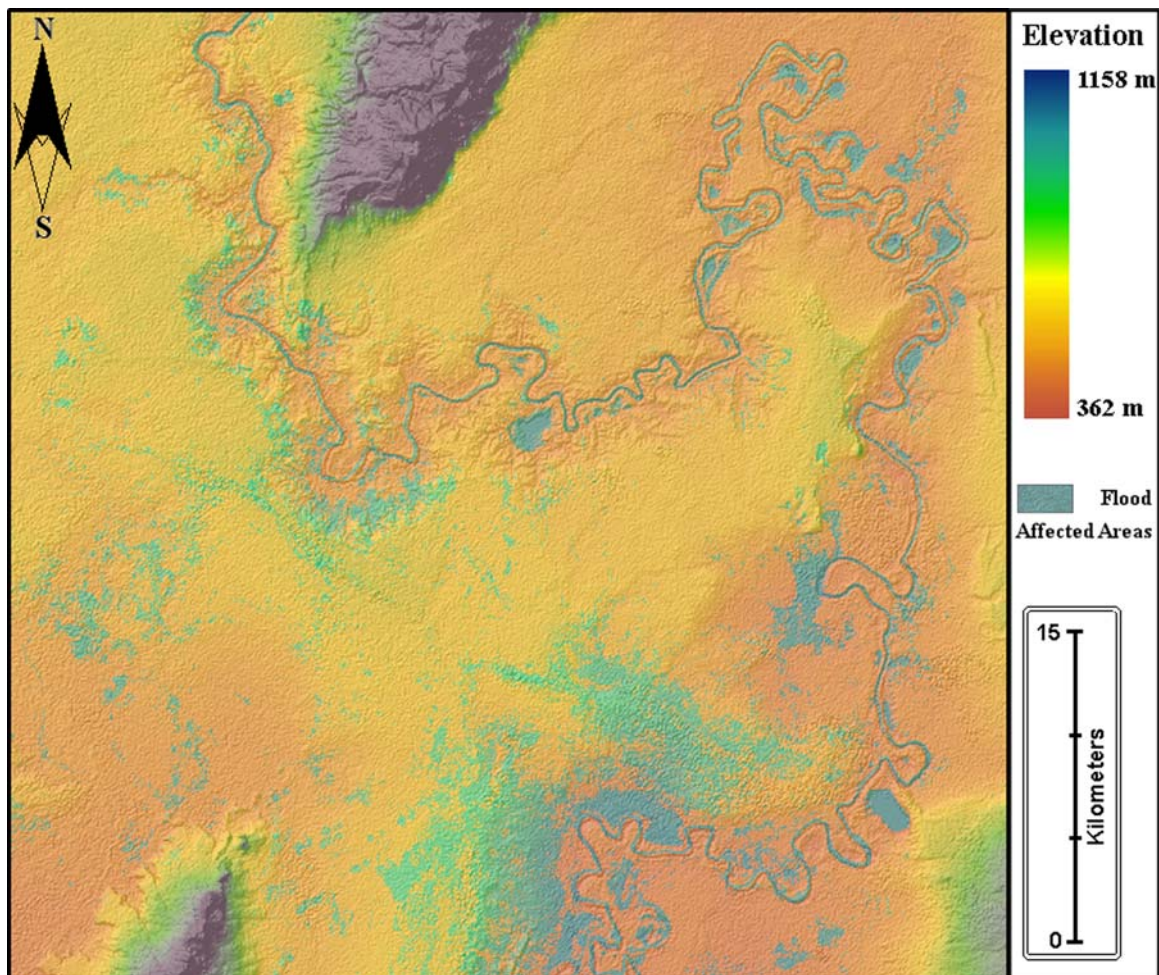 N
S
Elevation
1158 m
362 m
Flood
Affected Areas
15
Kilometers
0